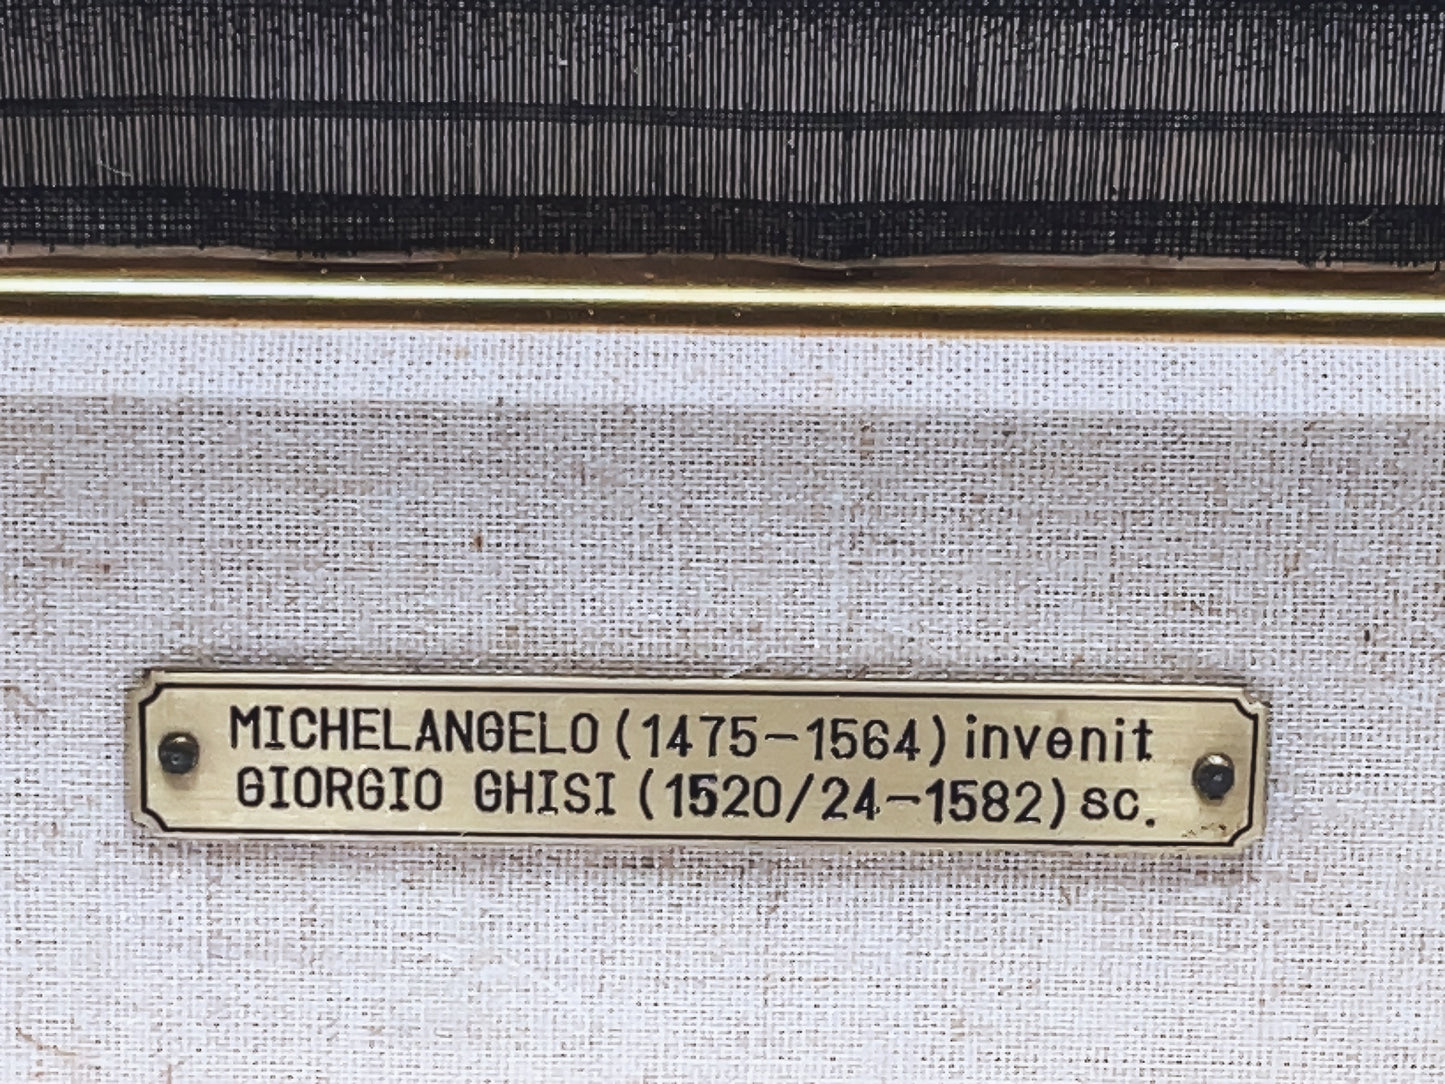 MICHELANGELO (1475-1564) invenit
GIORGIO GHISI (1520/24-1582) sc.